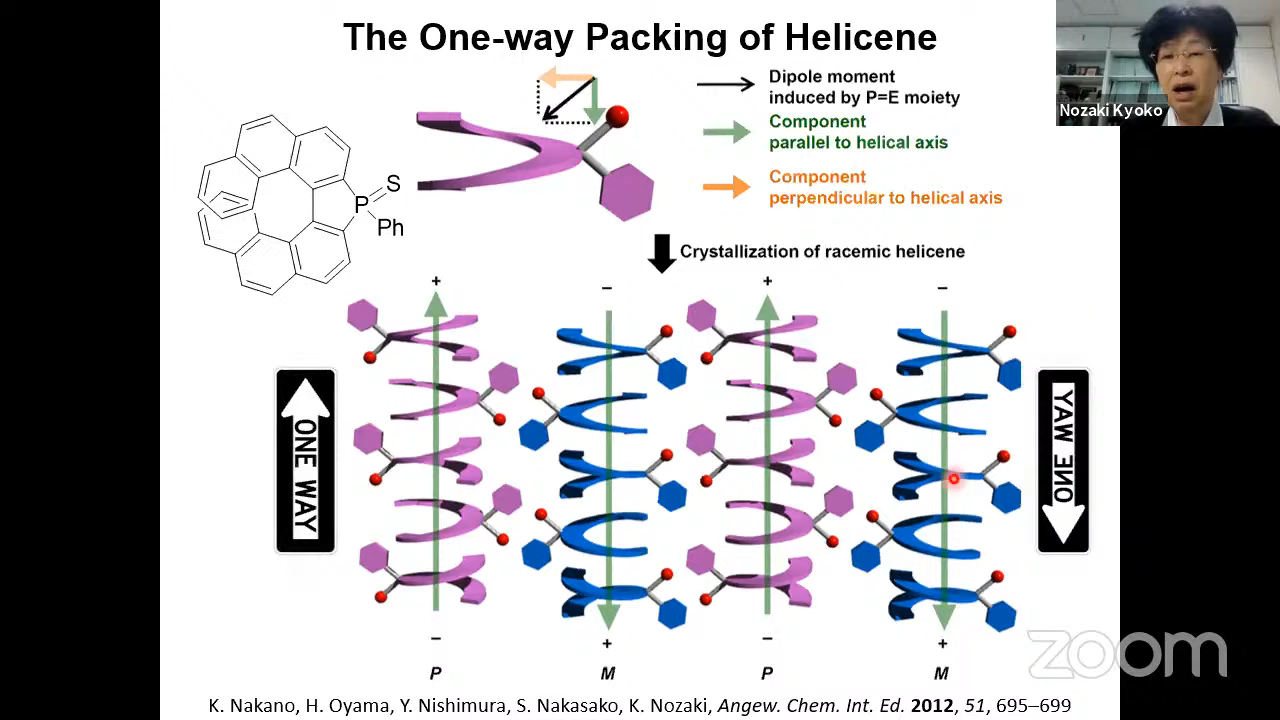 The One-way Packing of Helicene
Nozaki Kyoko
Dipole moment
induced by P=E moiety
Component
parallel to helical axis
Component
perpendicular to helical axis
S
P
Ph
Crystallization of racemic helicene
+
–
+
–
ONE WAY
ONE WAY
–
+
–
+
P
M
P
M
zoom
K. Nakano, H. Oyama, Y. Nishimura, S. Nakasako, K. Nozaki, Angew. Chem. Int. Ed. 2012, 51, 695–699